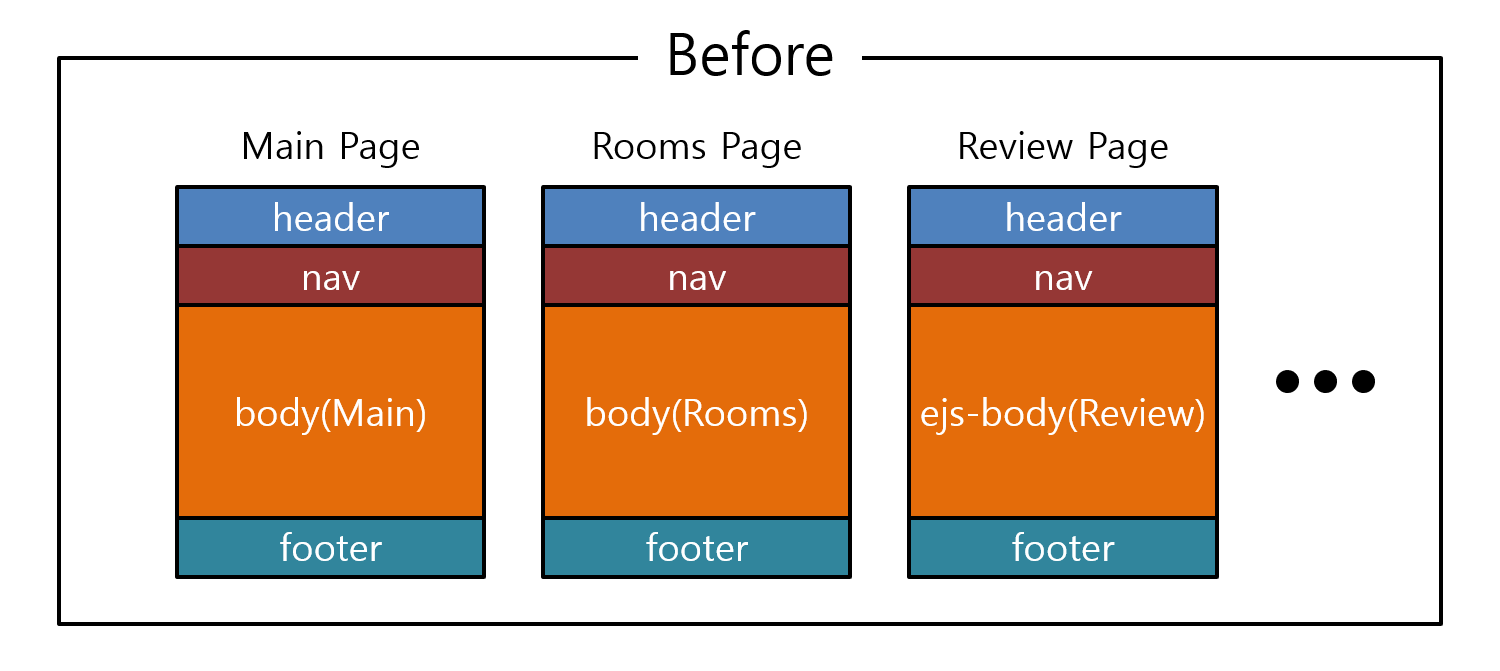 Before
Main Page
Rooms Page
Review Page
header
header
header
nav
nav
nav
body(Main)
body(Rooms)
ejs-body(Review)
footer
footer
footer